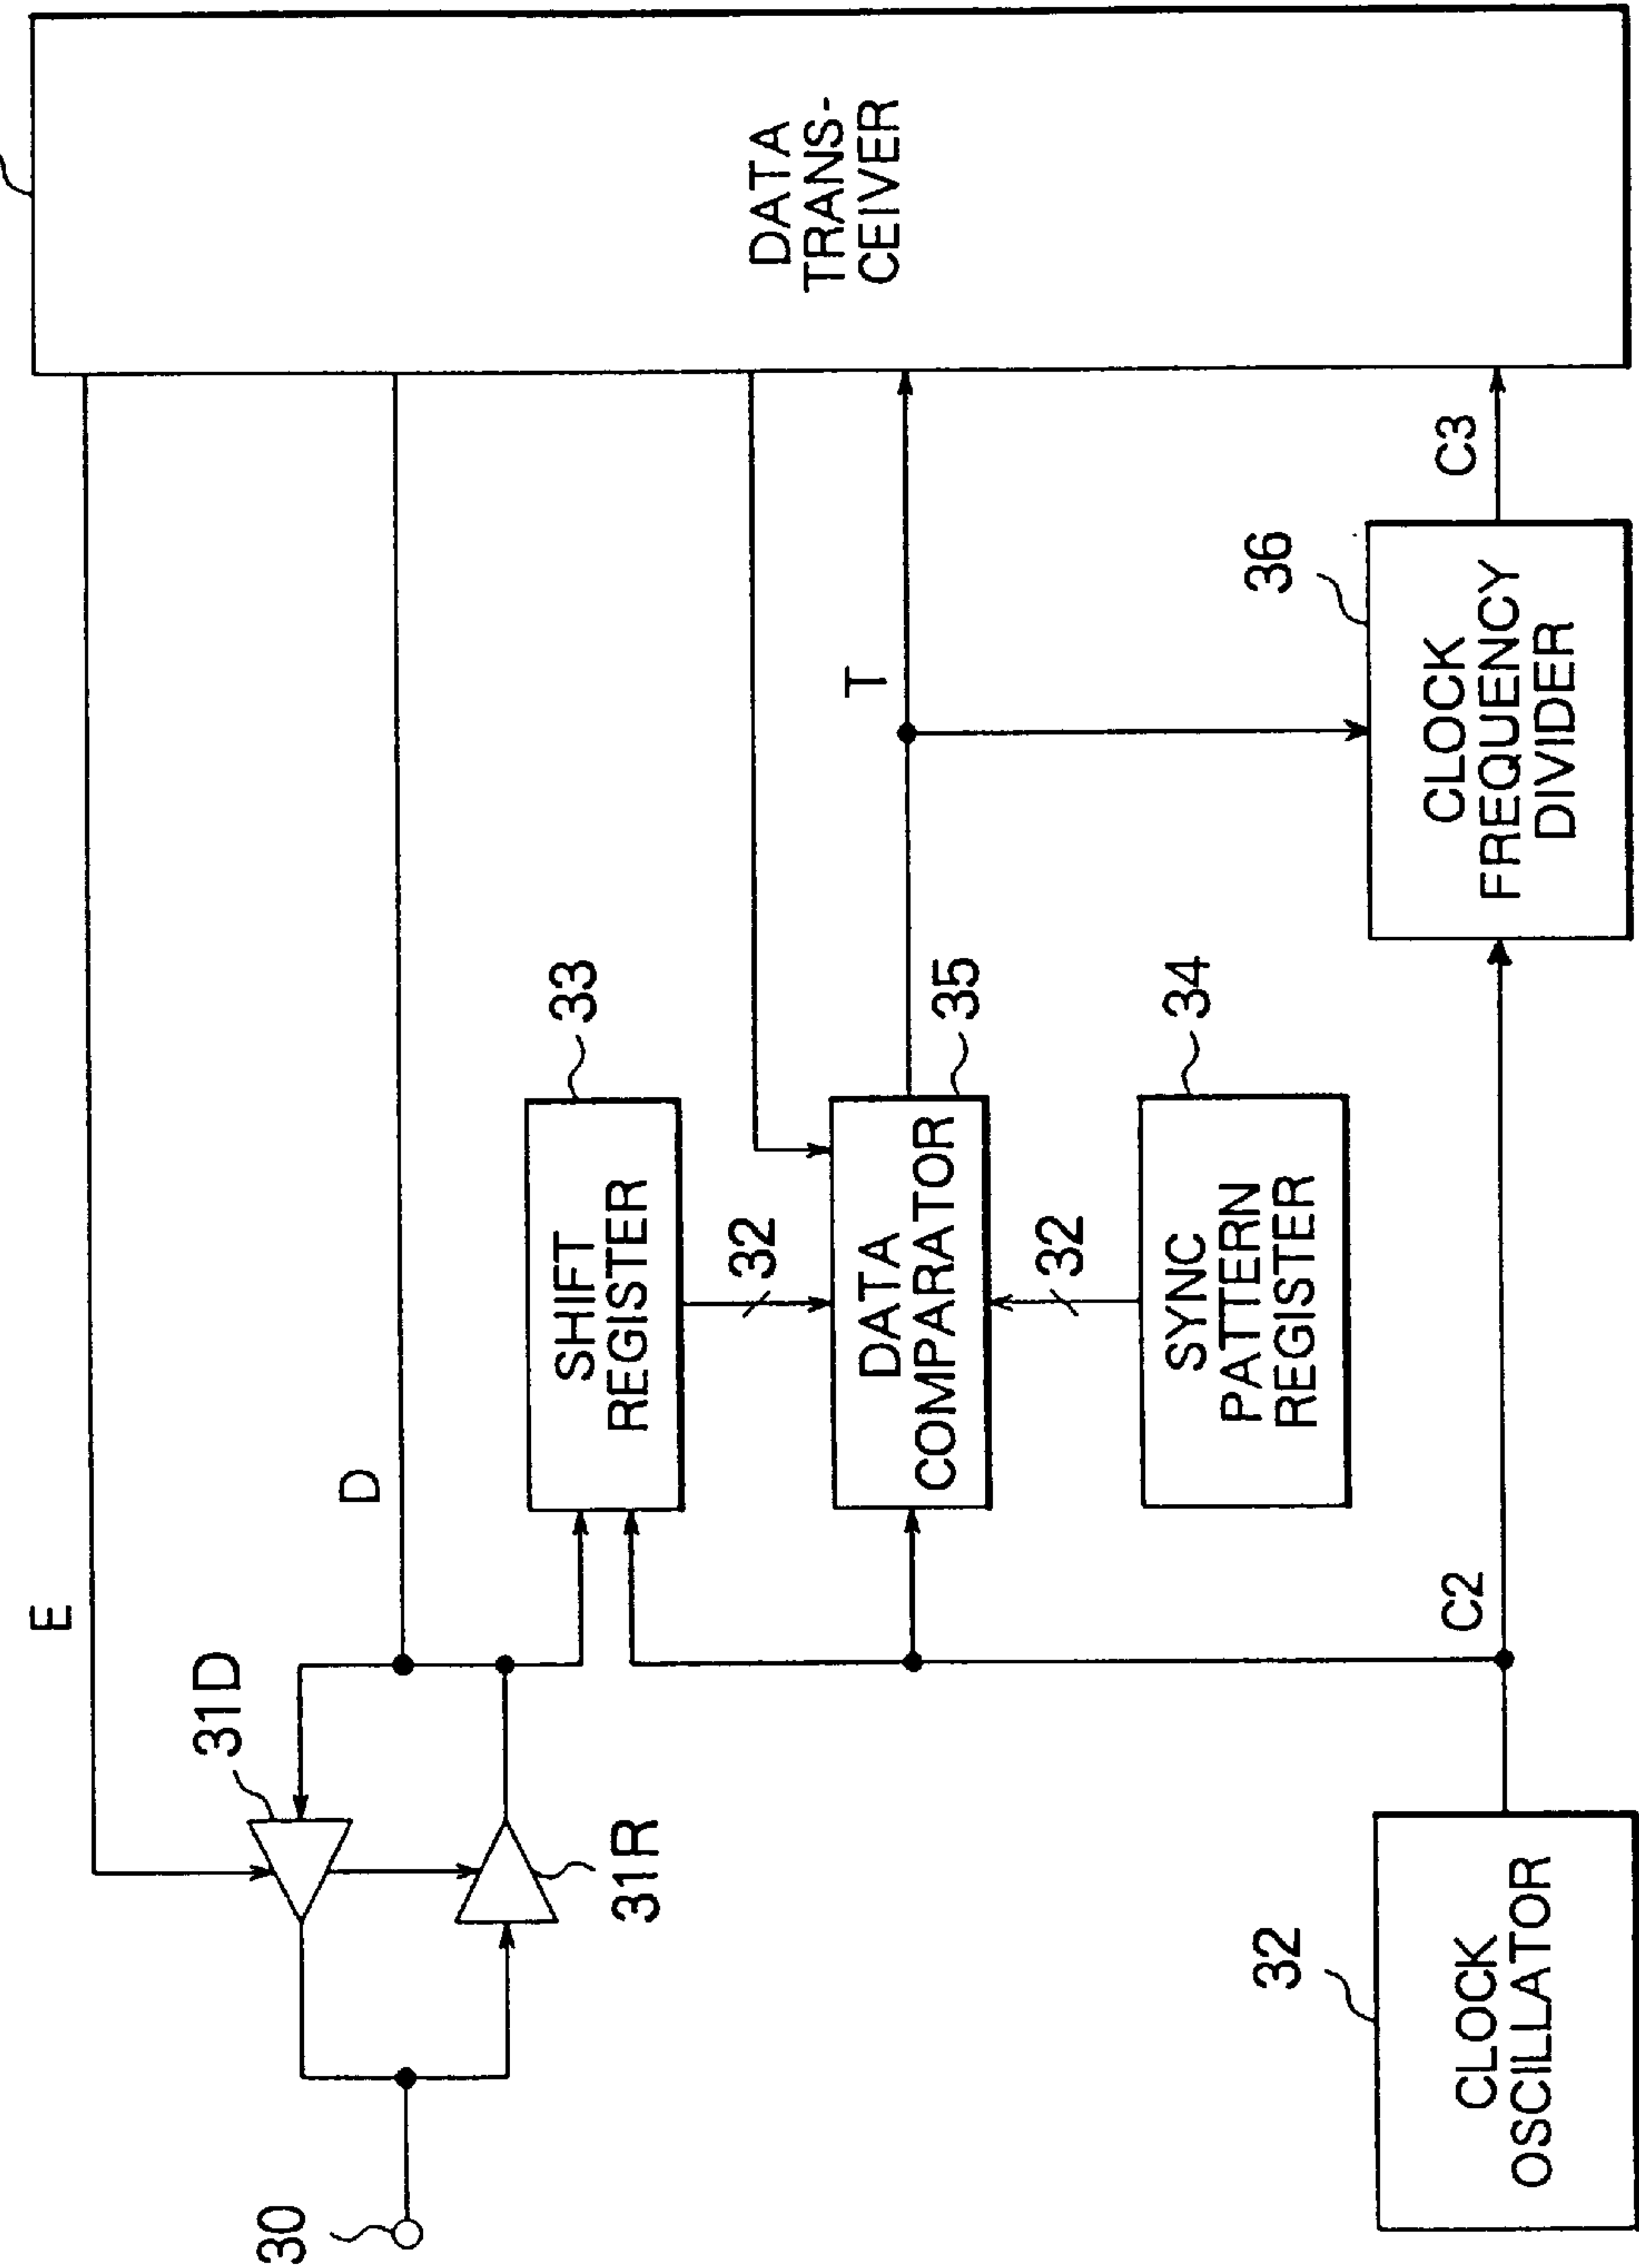 E
D
31D
31R
30
33
SHIFT
REGISTER
32
DATA
COMPARATOR
35
32
SYNC
PATTERN
REGISTER
34
T
C2
CLOCK
OSCILLATOR
32
CLOCK
FREQUENCY
DIVIDER
36
C3
DATA
TRANS-
CEIVER